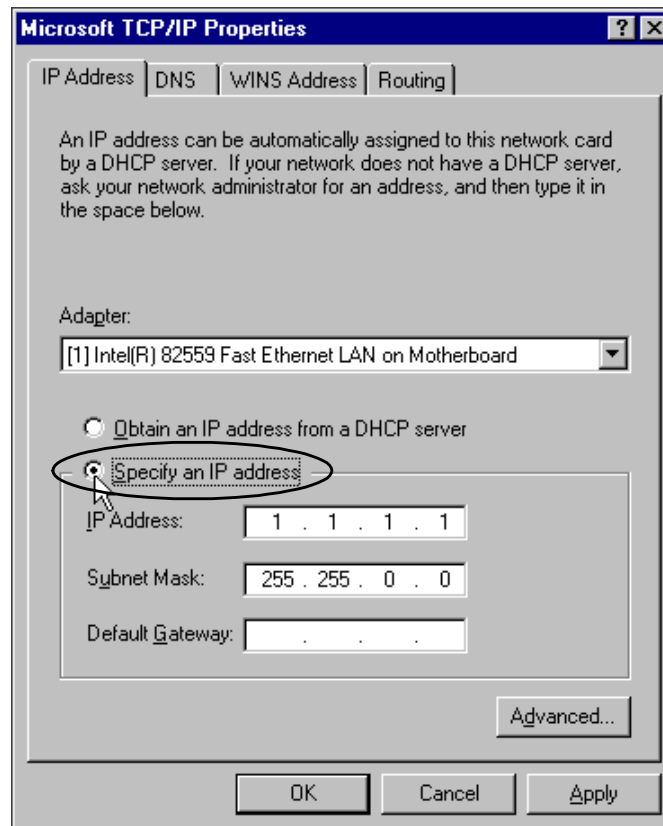 Microsoft TCP/IP Properties
IP Address DNS WINS Address Routing
An IP address can be automatically assigned to this network card
by a DHCP server. If your network does not have a DHCP server,
ask your network administrator for an address, and then type it in
the space below.
Adapter:
[1] Intel(R) 82559 Fast Ethernet LAN on Motherboard
Obtain an IP address from a DHCP server
Specify an IP address
IP Address: 1 . 1 . 1 . 1
Subnet Mask: 255 . 255 . 0 . 0
Default Gateway: . . .
Advanced...
OK Cancel Apply